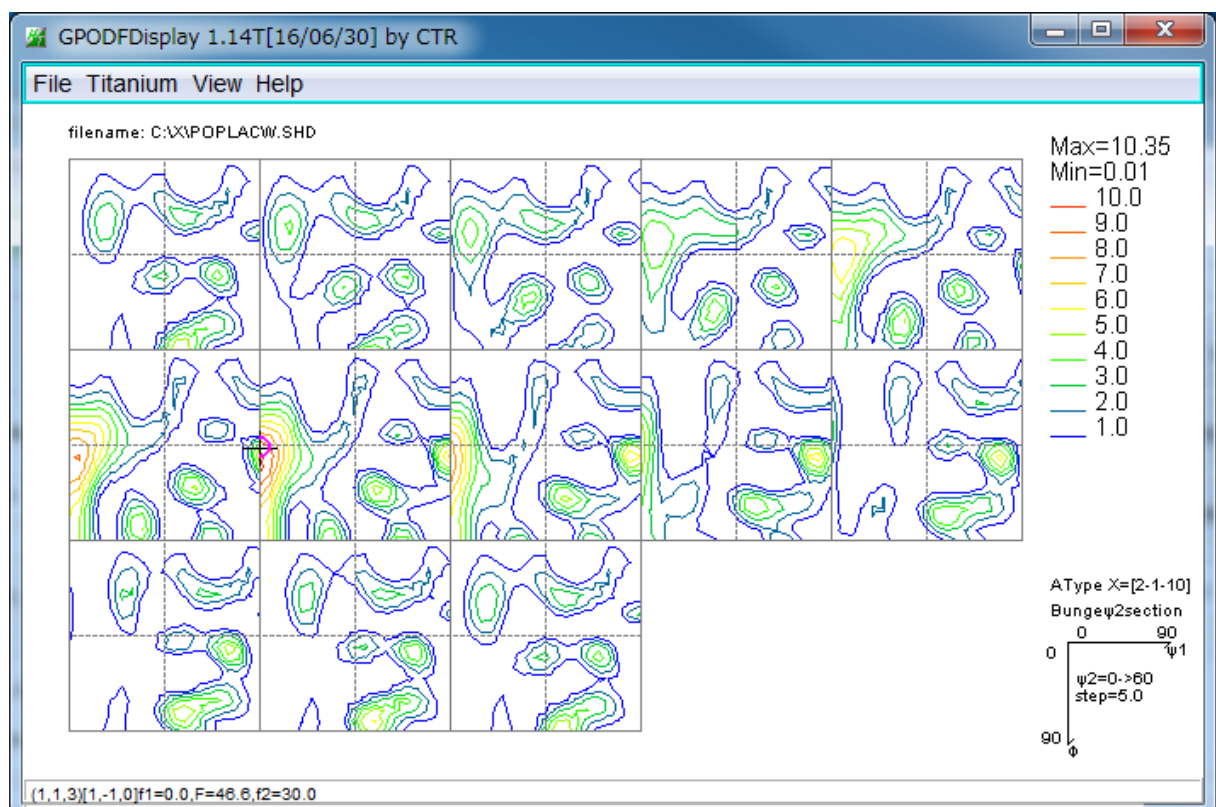 GPODFDisplay 1.14T[16/06/30] by CTR
File Titanium View Help
filename: C:\X\POPLACW.SHD
Max=10.35
Min=0.01
10.0
9.0
8.0
7.0
6.0
5.0
4.0
3.0
2.0
1.0
AType X=[2-1-10]
Bungeψ2section
0 90
0 ψ1
ψ2=0->60
step=5.0
90 Φ
(1,1,3)[1,-1,0]f1=0.0,F=46.6,f2=30.0